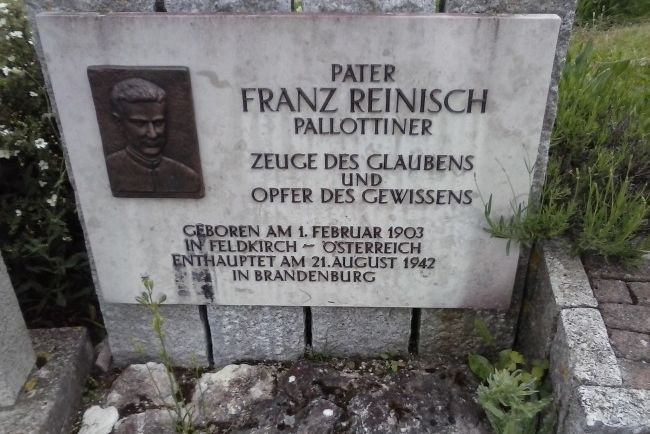 PATER
FRANZ REINISCH
PALLOTTINER
ZEUGE DES GLAUBENS
UND
OPFER DES GEWISSENS
GEBOREN AM 1. FEBRUAR 1903
IN FELDKIRCH – ÖSTERREICH
ENTHAUPTET AM 21. AUGUST 1942
IN BRANDENBURG